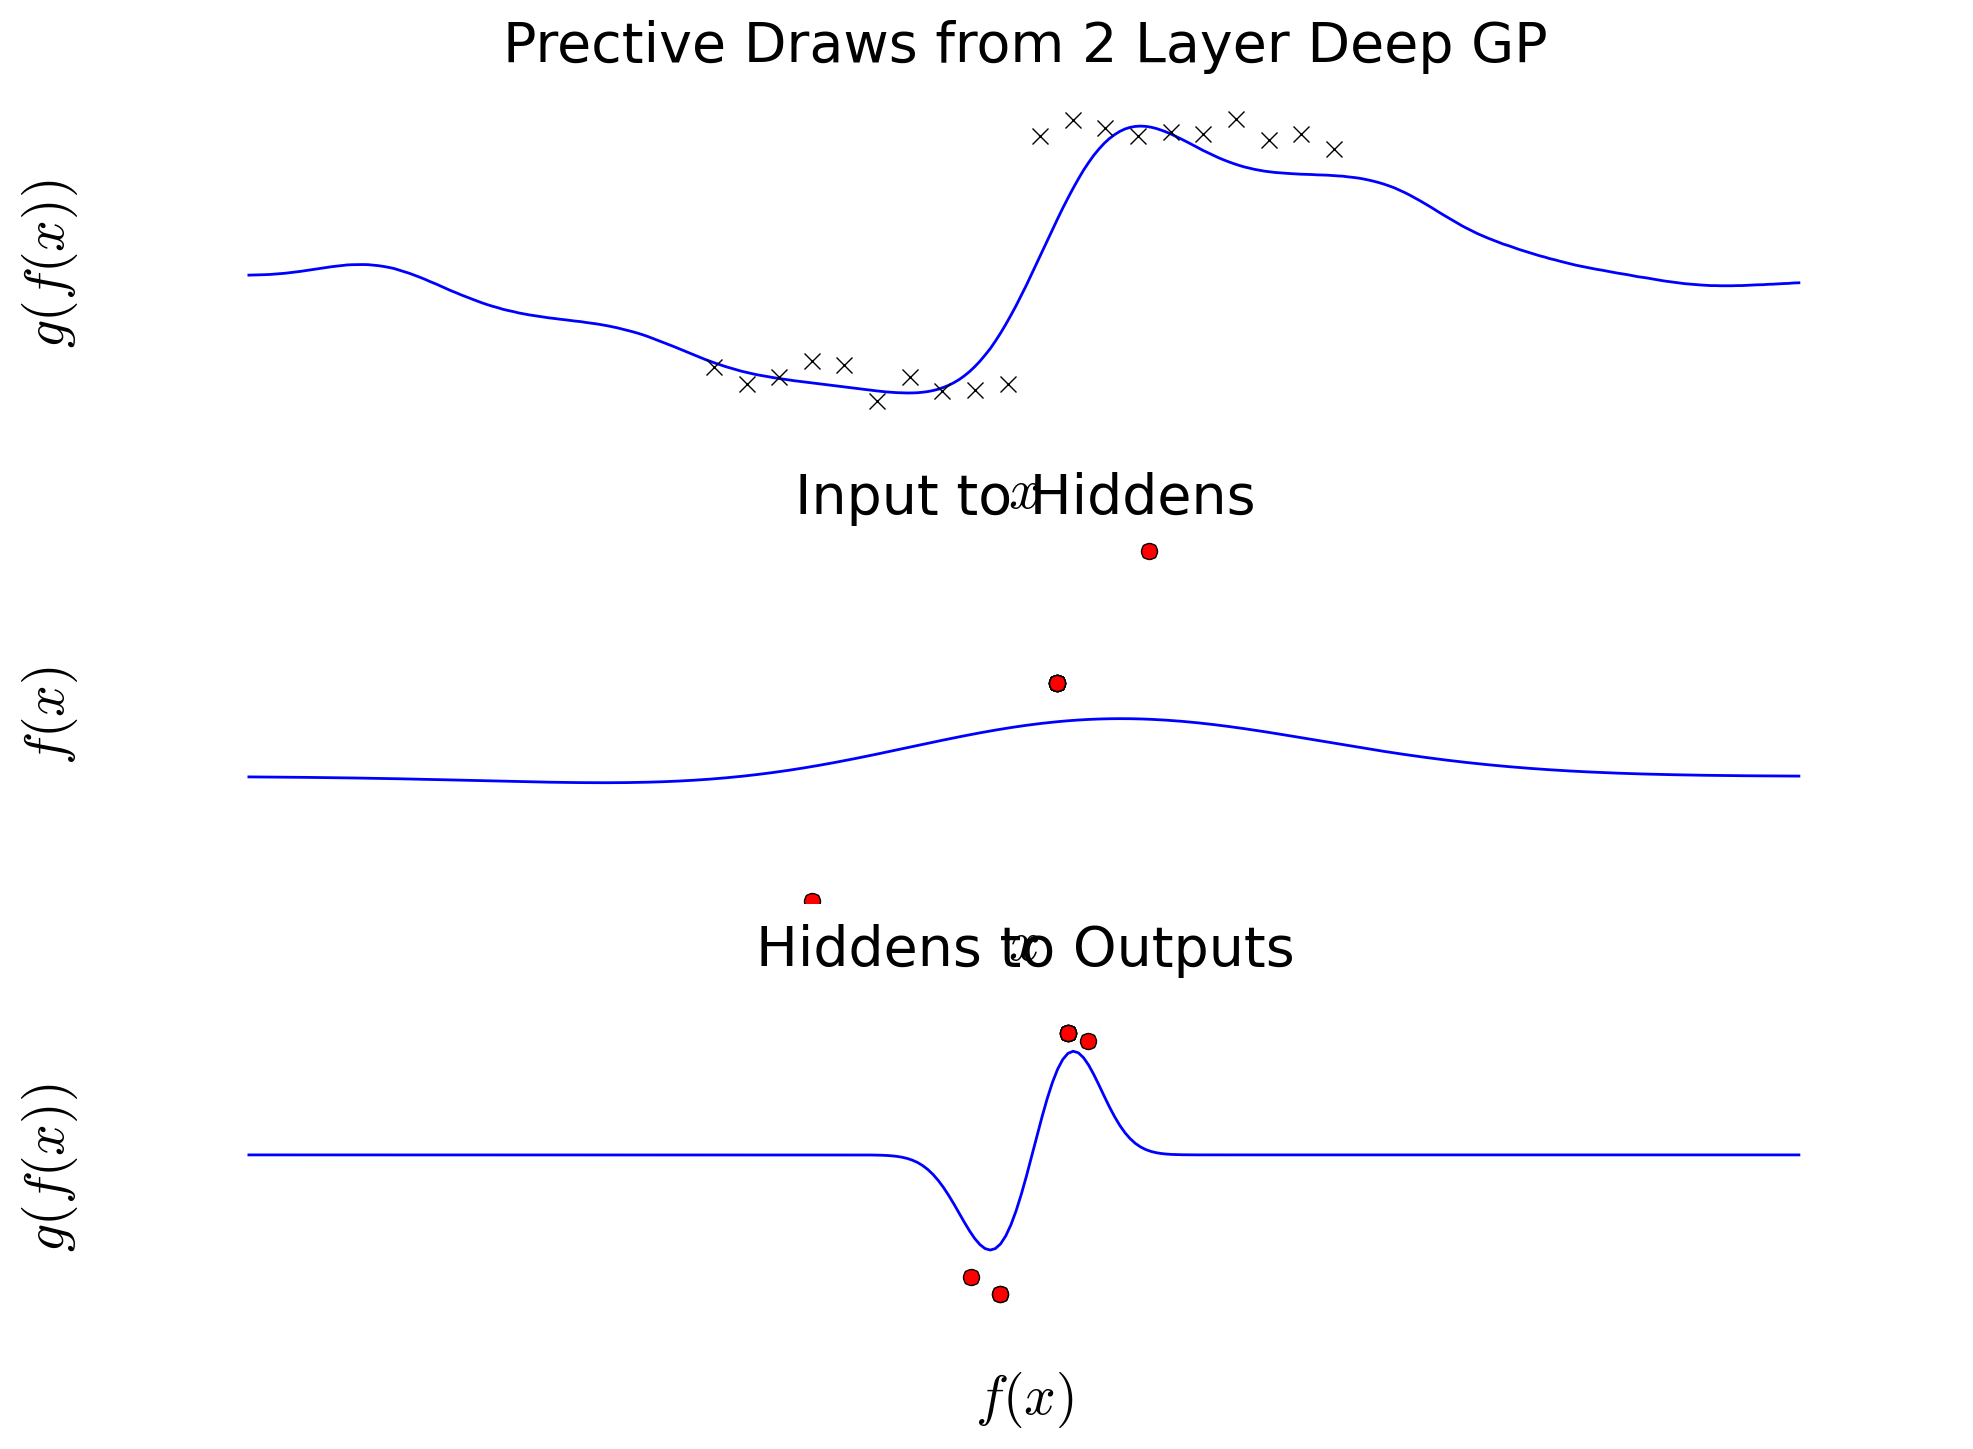 Prective Draws from 2 Layer Deep GP
g(f(x))
x
Input to Hiddens
f(x)
x
Hiddens to Outputs
g(f(x))
f(x)